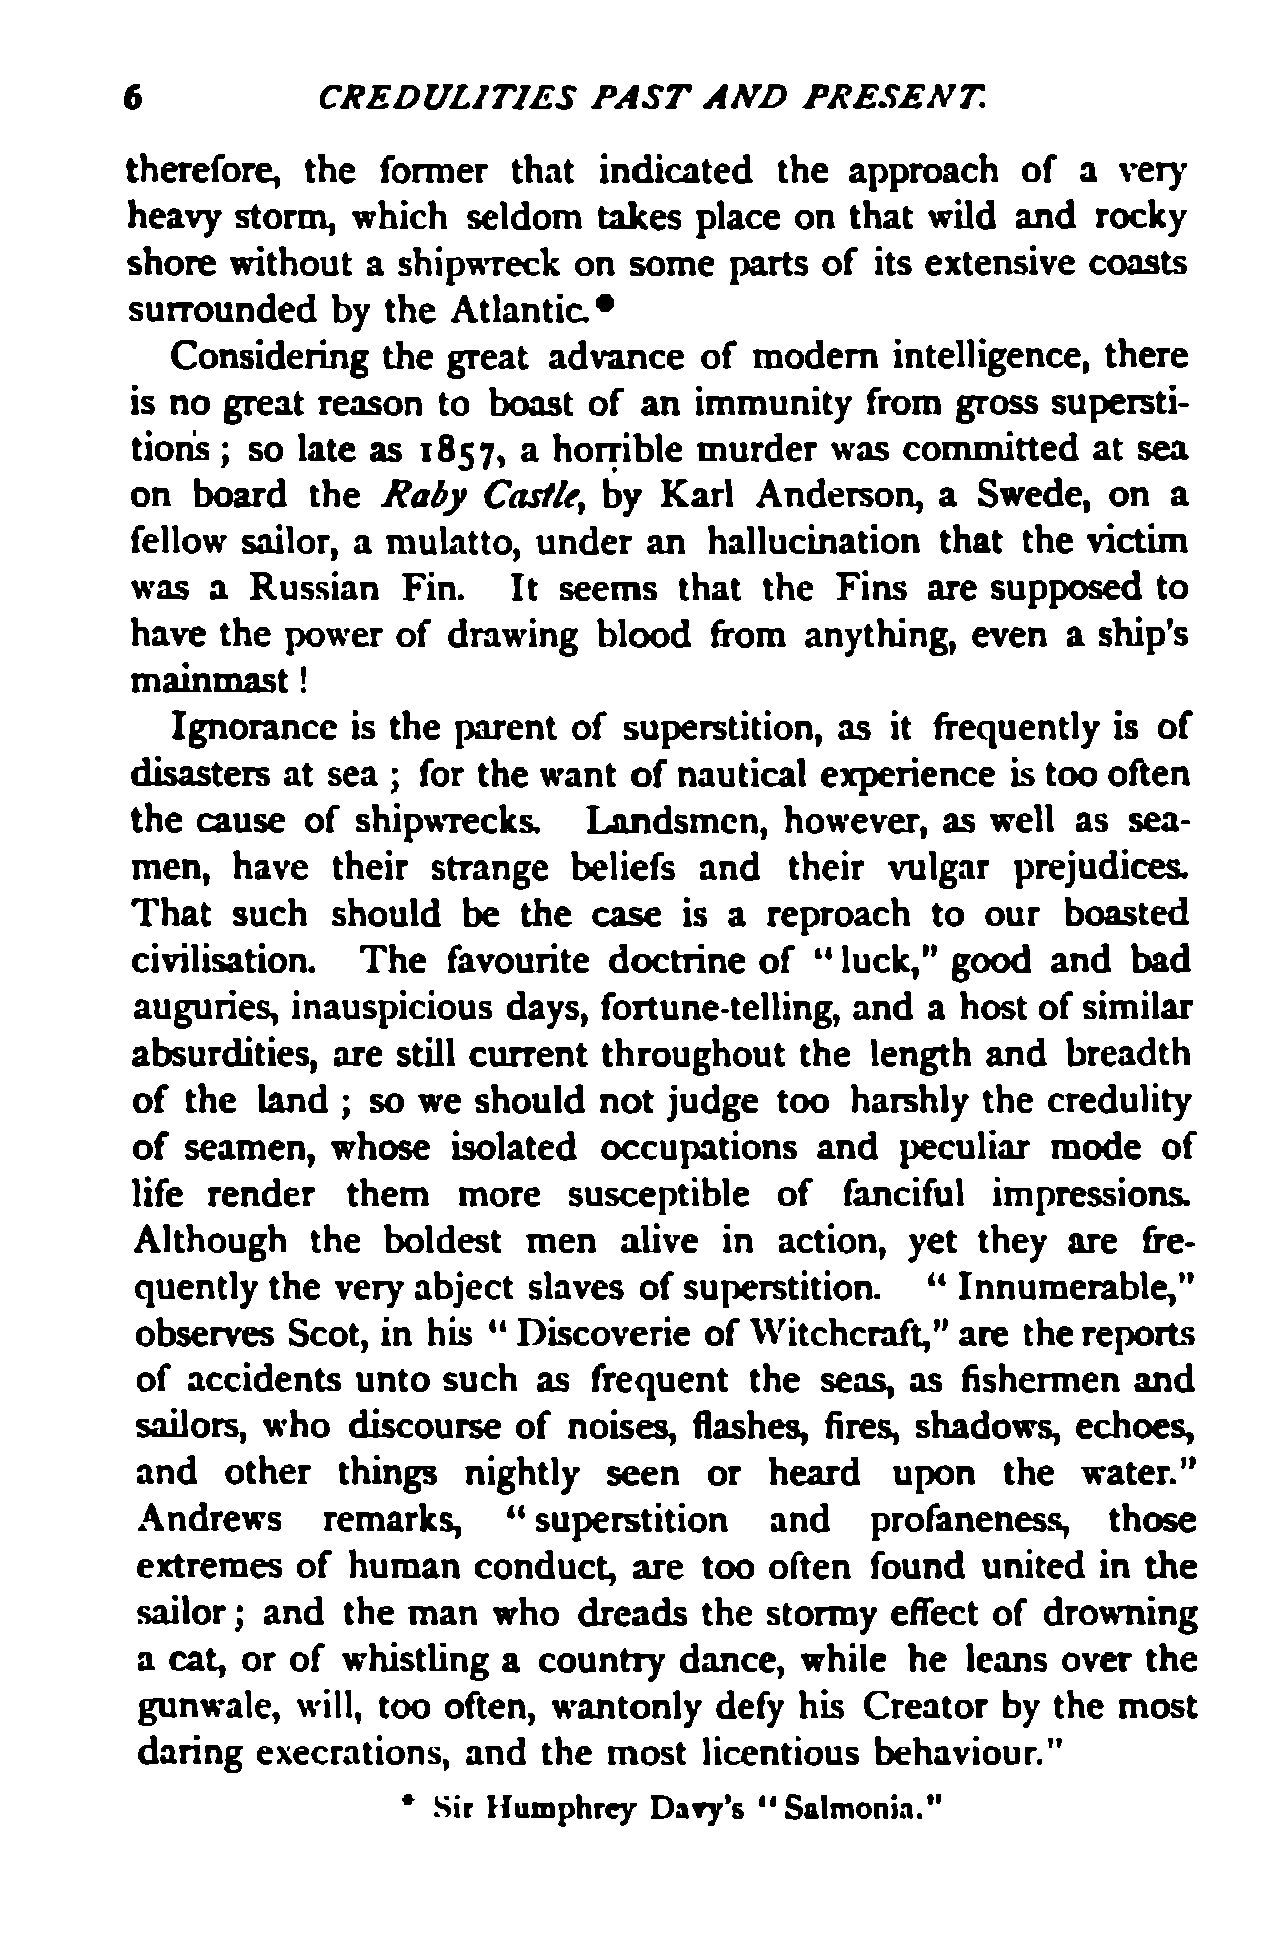 6 CREDULITIES PAST AND PRESENT.
therefore, the former that indicated the approach of a very
heavy storm, which seldom takes place on that wild and rocky
shore without a shipwreck on some parts of its extensive coasts
surrounded by the Atlantic.*
Considering the great advance of modern intelligence, there
is no great reason to boast of an immunity from gross supersti-
tions ; so late as 1857, a horrible murder was committed at sea
on board the Raby Castle, by Karl Anderson, a Swede, on a
fellow sailor, a mulatto, under an hallucination that the victim
was a Russian Fin. It seems that the Fins are supposed to
have the power of drawing blood from anything, even a ship's
mainmast !
Ignorance is the parent of superstition, as it frequently is of
disasters at sea ; for the want of nautical experience is too often
the cause of shipwrecks. Landsmen, however, as well as sea-
men, have their strange beliefs and their vulgar prejudices.
That such should be the case is a reproach to our boasted
civilisation. The favourite doctrine of " luck," good and bad
auguries, inauspicious days, fortune-telling, and a host of similar
absurdities, are still current throughout the length and breadth
of the land ; so we should not judge too harshly the credulity
of seamen, whose isolated occupations and peculiar mode of
life render them more susceptible of fanciful impressions.
Although the boldest men alive in action, yet they are fre-
quently the very abject slaves of superstition. " Innumerable,"
observes Scot, in his " Discoverie of Witchcraft," are the reports
of accidents unto such as frequent the seas, as fishermen and
sailors, who discourse of noises, flashes, fires, shadows, echoes,
and other things nightly seen or heard upon the water."
Andrews remarks, " superstition and profaneness, those
extremes of human conduct, are too often found united in the
sailor ; and the man who dreads the stormy effect of drowning
a cat, or of whistling a country dance, while he leans over the
gunwale, will, too often, wantonly defy his Creator by the most
daring execrations, and the most licentious behaviour."
* Sir Humphrey Davy's " Salmonia."